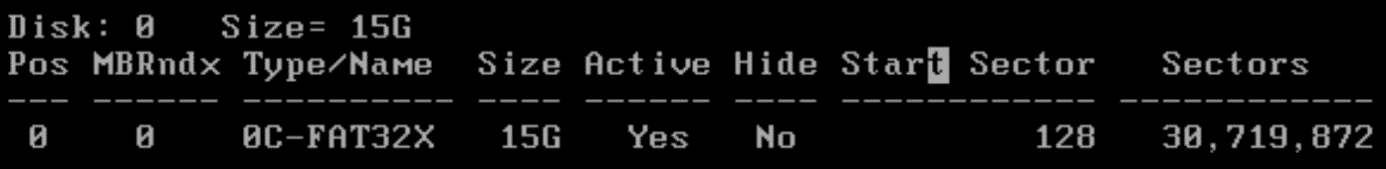 Disk: 0   Size= 15G
Pos MBRndx Type/Name  Size Active Hide Start Sector   Sectors
--- ------ ---------- ---- ------ ---- ------------ ------------
 0    0    0C-FAT32X   15G   Yes   No           128   30,719,872